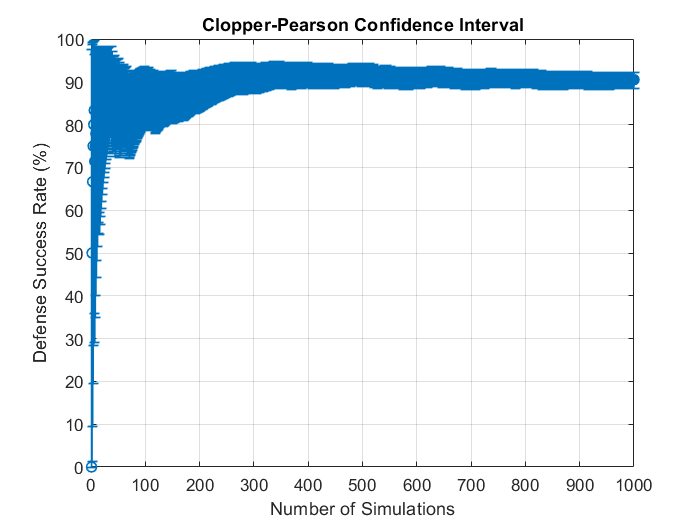 Clopper-Pearson Confidence Interval
Defense Success Rate (%)
100
90
80
70
60
50
40
30
20
10
0
0 100 200 300 400 500 600 700 800 900 1000
Number of Simulations